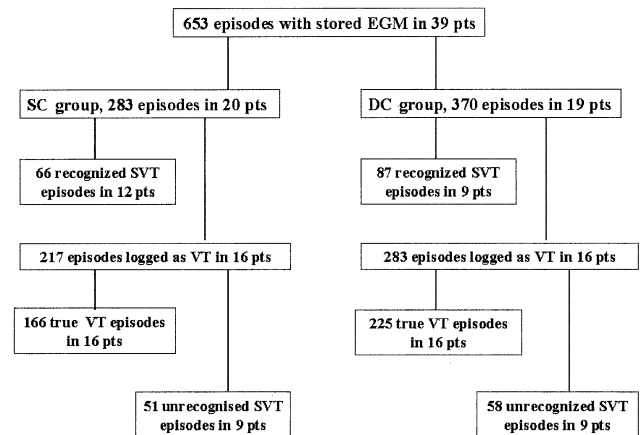 653 episodes with stored EGM in 39 pts
SC group, 283 episodes in 20 pts
DC group, 370 episodes in 19 pts
66 recognized SVT
episodes in 12 pts
87 recognized SVT
episodes in 9 pts
217 episodes logged as VT in 16 pts
283 episodes logged as VT in 16 pts
166 true VT episodes
in 16 pts
225 true VT episodes
in 16 pts
51 unrecognised SVT
episodes in 9 pts
58 unrecognized SVT
episodes in 9 pts